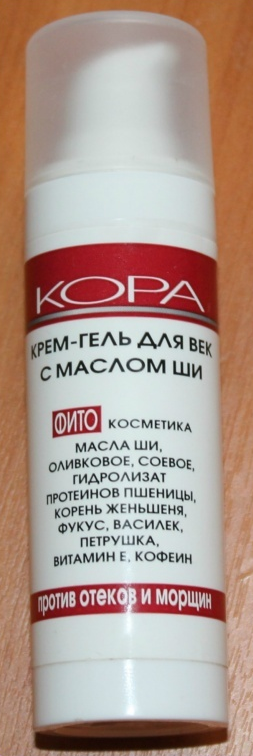 КОРА
КРЕМ-ГЕЛЬ ДЛЯ ВЕК
С МАСЛОМ ШИ
ФИТО КОСМЕТИКА
МАСЛА ШИ,
ОЛИВКОВОЕ, СОЕВОЕ,
ГИДРОЛИЗАТ
ПРОТЕИНОВ ПШЕНИЦЫ,
КОРЕНЬ ЖЕНЬШЕНЯ,
ФУКУС, ВАСИЛЕК,
ПЕТРУШКА,
ВИТАМИН Е, КОФЕИН
против отеков и морщин